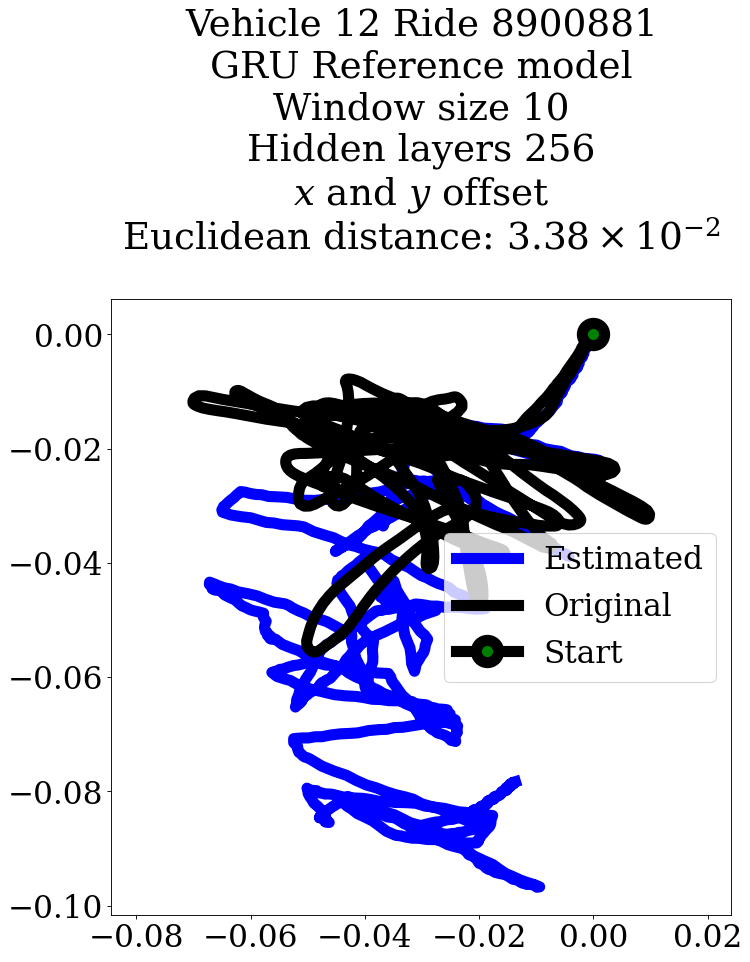 Vehicle 12 Ride 8900881
GRU Reference model
Window size 10
Hidden layers 256
x and y offset
Euclidean distance: 3.38 × 10⁻²
0.00
−0.02
−0.04
−0.06
−0.08
−0.10
Estimated
Original
Start
−0.08 −0.06 −0.04 −0.02 0.00 0.02